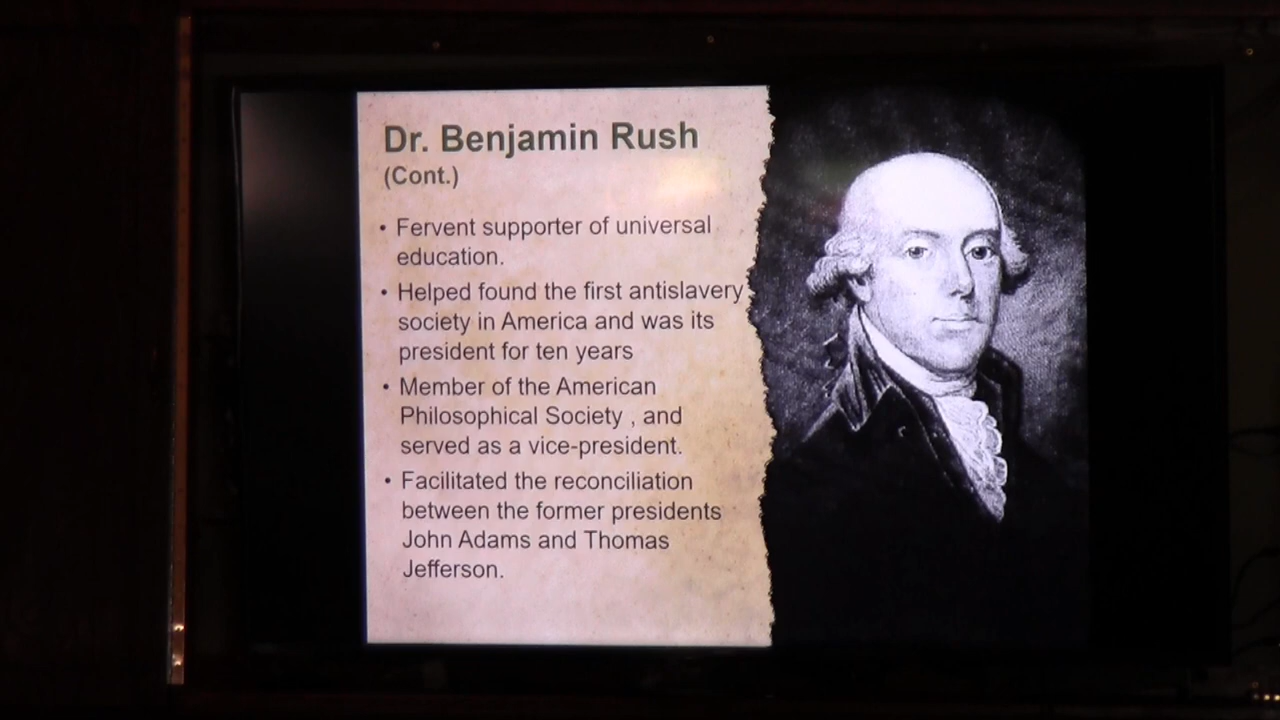 Dr. Benjamin Rush
(Cont.)
• Fervent supporter of universal
education.
• Helped found the first antislavery
society in America and was its
president for ten years
• Member of the American
Philosophical Society , and
served as a vice-president.
• Facilitated the reconciliation
between the former presidents
John Adams and Thomas
Jefferson.